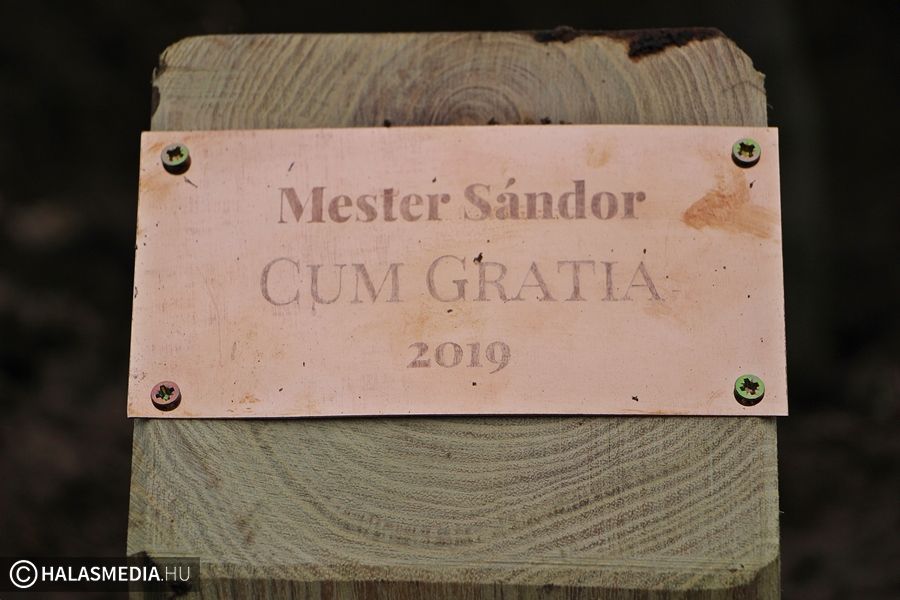 Mester Sándor
CUM GRATIA
2019
©HALASMEDIA.HU